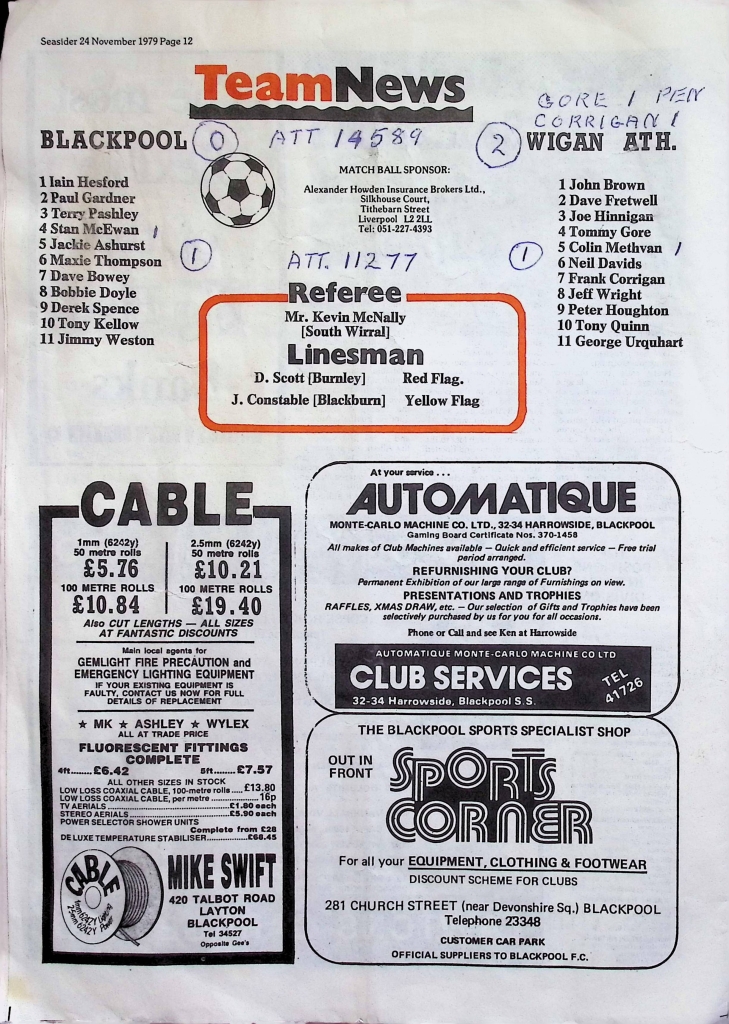 Seasider 24 November 1979 Page 12
TeamNews
GORE 1 PEN
CORRIGAN 1
BLACKPOOL 0 ATT 14589 2 WIGAN ATH.
1 Iain Hesford
2 Paul Gardner
3 Terry Pashley
4 Stan McEwan 1
5 Jackie Ashurst
6 Maxie Thompson 1
7 Dave Bowey
8 Bobbie Doyle
9 Derek Spence
10 Tony Kellow
11 Jimmy Weston
MATCH BALL SPONSOR:
Alexander Howden Insurance Brokers Ltd.,
Silkhouse Court,
Tithebarn Street
Liverpool L2 2LL
Tel: 051-227-4393
ATT. 11277
Referee
Mr. Kevin McNally
[South Wirral]
Linesman
D. Scott [Burnley] Red Flag.
J. Constable [Blackburn] Yellow Flag
1 John Brown
2 Dave Fretwell
3 Joe Hinnigan
4 Tommy Gore
5 Colin Methvan 1
1 6 Neil Davids
7 Frank Corrigan
8 Jeff Wright
9 Peter Houghton
10 Tony Quinn
11 George Urquhart
CABLE
1mm (6242y)
50 metre rolls
£5.76
100 METRE ROLLS
£10.84
2.5mm (6242y)
50 metre rolls
£10.21
100 METRE ROLLS
£19.40
Also CUT LENGTHS — ALL SIZES
AT FANTASTIC DISCOUNTS
Main local agents for
GEMLIGHT FIRE PRECAUTION and
EMERGENCY LIGHTING EQUIPMENT
IF YOUR EXISTING EQUIPMENT IS
FAULTY, CONTACT US NOW FOR FULL
DETAILS OF REPLACEMENT
★ MK ★ ASHLEY ★ WYLEX
ALL AT TRADE PRICE
FLUORESCENT FITTINGS
COMPLETE
4ft........£6.42 5ft........£7.57
ALL OTHER SIZES IN STOCK
LOW LOSS COAXIAL CABLE, 100-metre rolls....£13.80
LOW LOSS COAXIAL CABLE, per metre................16p
TV AERIALS................£1.80 each
STEREO AERIALS................£5.90 each
POWER SELECTOR SHOWER UNITS
Complete from £28
DE LUXE TEMPERATURE STABILISER................£68.45
CABLE
MIKE SWIFT
420 TALBOT ROAD
LAYTON
BLACKPOOL
Tel 34527
Opposite Gee's
At your service ...
AUTOMATIQUE
MONTE-CARLO MACHINE CO. LTD., 32-34 HARROWSIDE, BLACKPOOL
Gaming Board Certificate Nos. 370-1458
All makes of Club Machines available — Quick and efficient service — Free trial
period arranged.
REFURNISHING YOUR CLUB?
Permanent Exhibition of our large range of Furnishings on view.
PRESENTATIONS AND TROPHIES
RAFFLES, XMAS DRAW, etc. — Our selection of Gifts and Trophies have been
selectively purchased by us for you for all occasions.
Phone or Call and see Ken at Harrowside
AUTOMATIQUE MONTE-CARLO MACHINE CO LTD
CLUB SERVICES
TEL
41726
32-34 Harrowside, Blackpool S.S.
THE BLACKPOOL SPORTS SPECIALIST SHOP
OUT IN
FRONT
SPORTS
CORNER
For all your EQUIPMENT, CLOTHING & FOOTWEAR
DISCOUNT SCHEME FOR CLUBS
281 CHURCH STREET (near Devonshire Sq.) BLACKPOOL
Telephone 23348
CUSTOMER CAR PARK
OFFICIAL SUPPLIERS TO BLACKPOOL F.C.